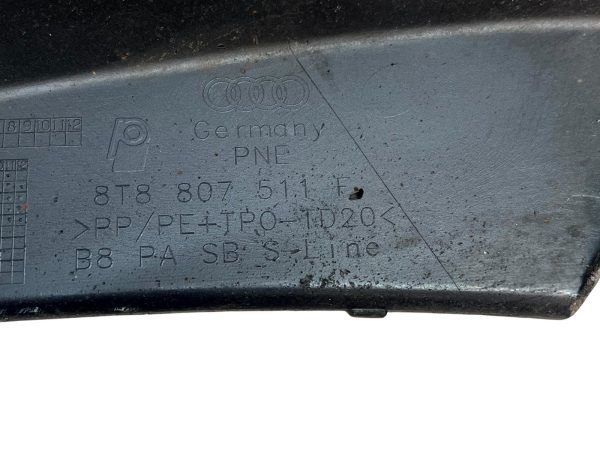 Germany
PNE
8T8 807 511 F
>PP/PE+TPO-TD20<
B8 PA SB S-Line